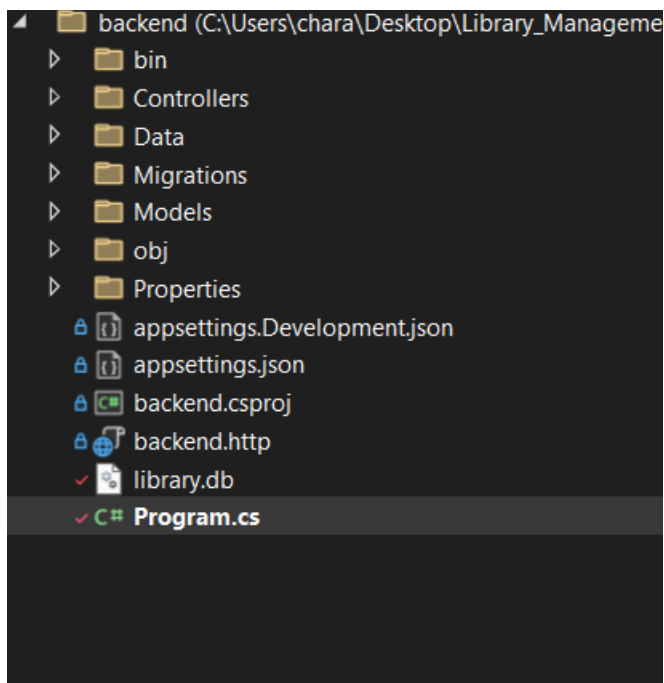 backend (C:\Users\chara\Desktop\Library_Manageme
bin
Controllers
Data
Migrations
Models
obj
Properties
appsettings.Development.json
appsettings.json
C# backend.csproj
backend.http
library.db
C# Program.cs